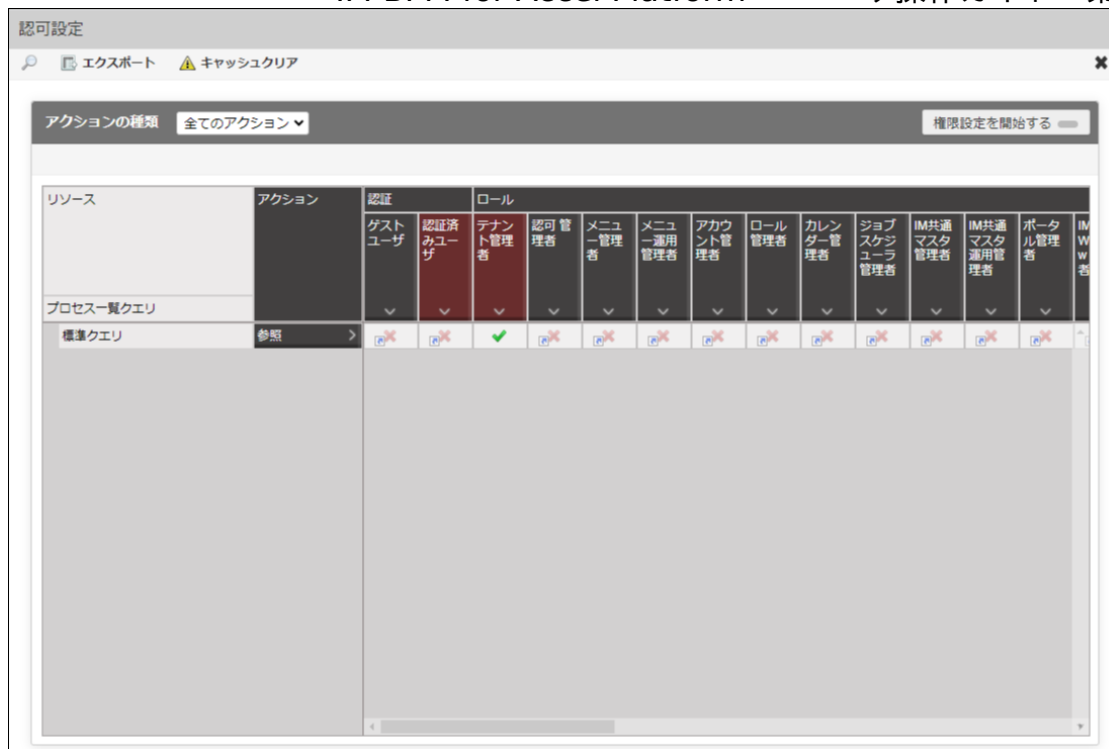 認可設定
エクスポート キャッシュクリア
アクションの種類 全てのアクション 権限設定を開始する
リソース アクション 認証 ロール
ゲスト
ユーザ
認証済
みユー
ザ
テナン
ト管理
者
認可 管
理者
メニュ
ー管理
者
メニュ
ー運用
管理者
アカウ
ント管
理者
ロール
管理者
カレン
ダー管
理者
ジョブ
スケジ
ューラ
管理者
IM共通
マスタ
管理者
IM共通
マスタ
運用管
理者
ポータ
ル管理
者
プロセス一覧クエリ
標準クエリ 参照